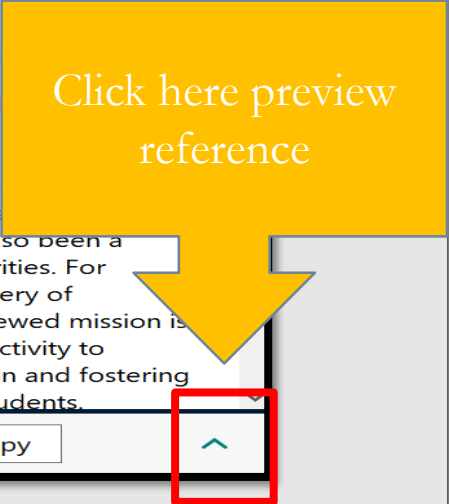 Click here preview
reference
so been a
rities. For
ery of
ewed mission is
ctivity to
n and fostering
udents.
py